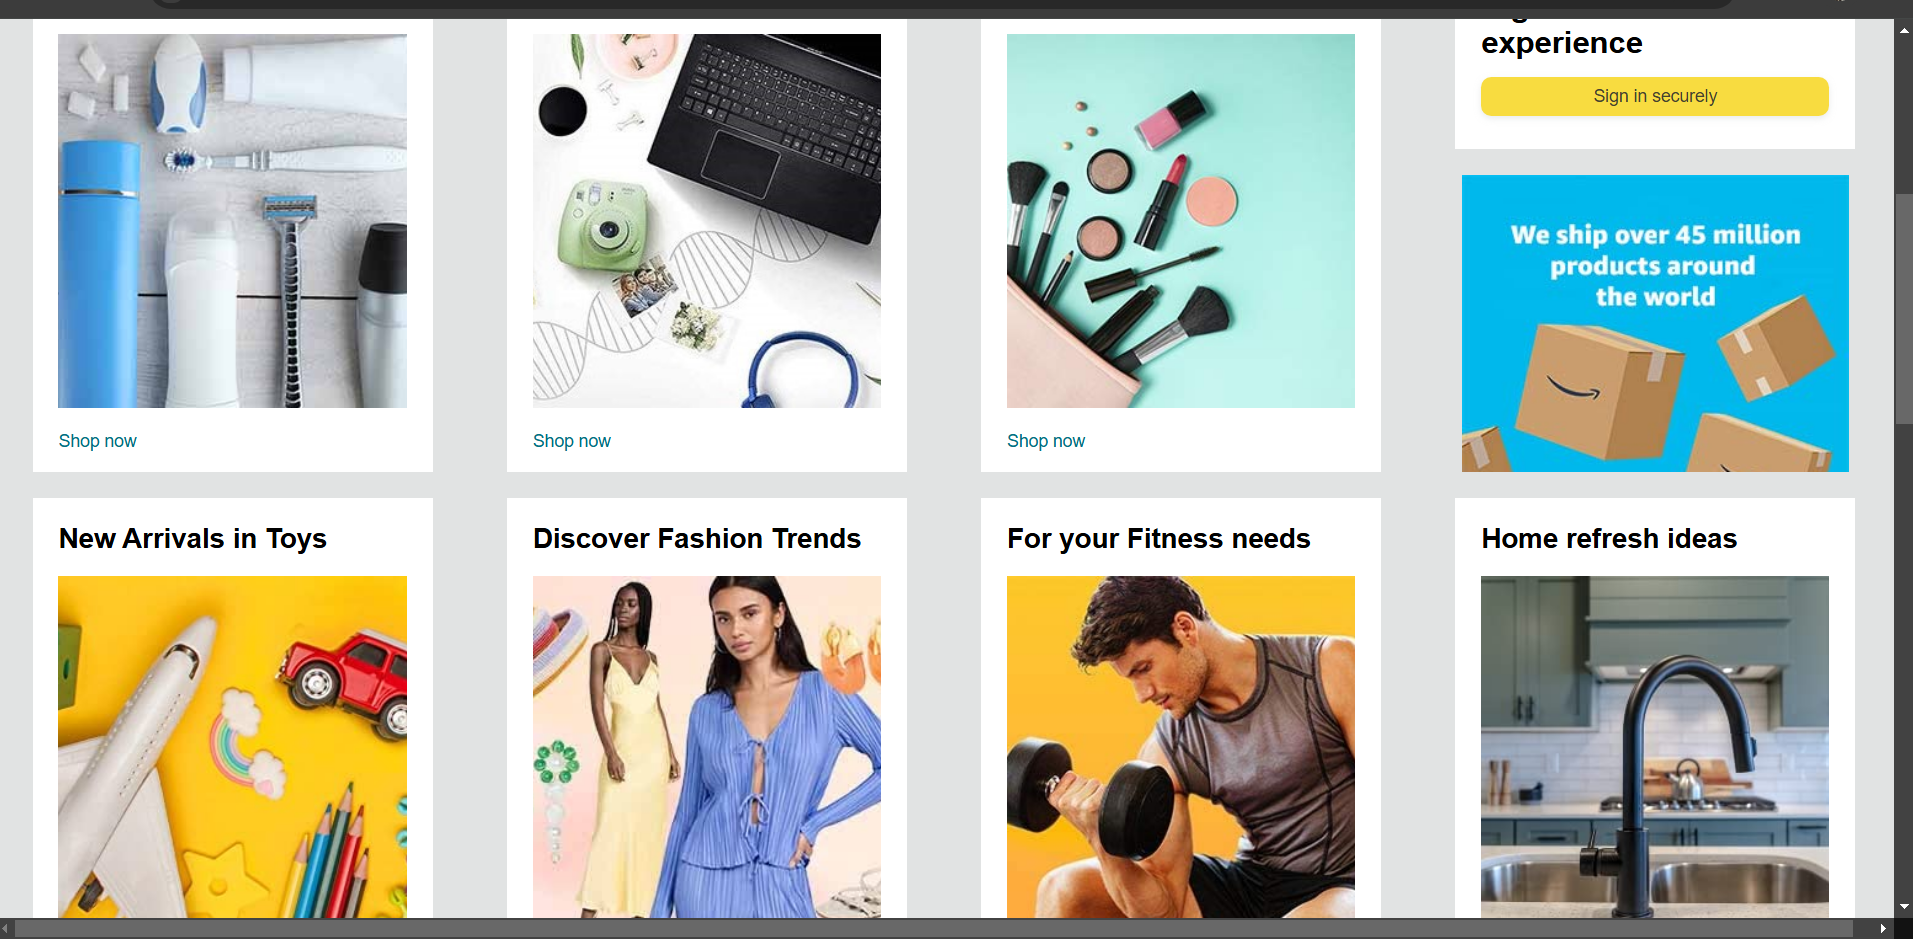 experience
Sign in securely
We ship over 45 million
products around
the world
Shop now
Shop now
Shop now
New Arrivals in Toys
Discover Fashion Trends
For your Fitness needs
Home refresh ideas